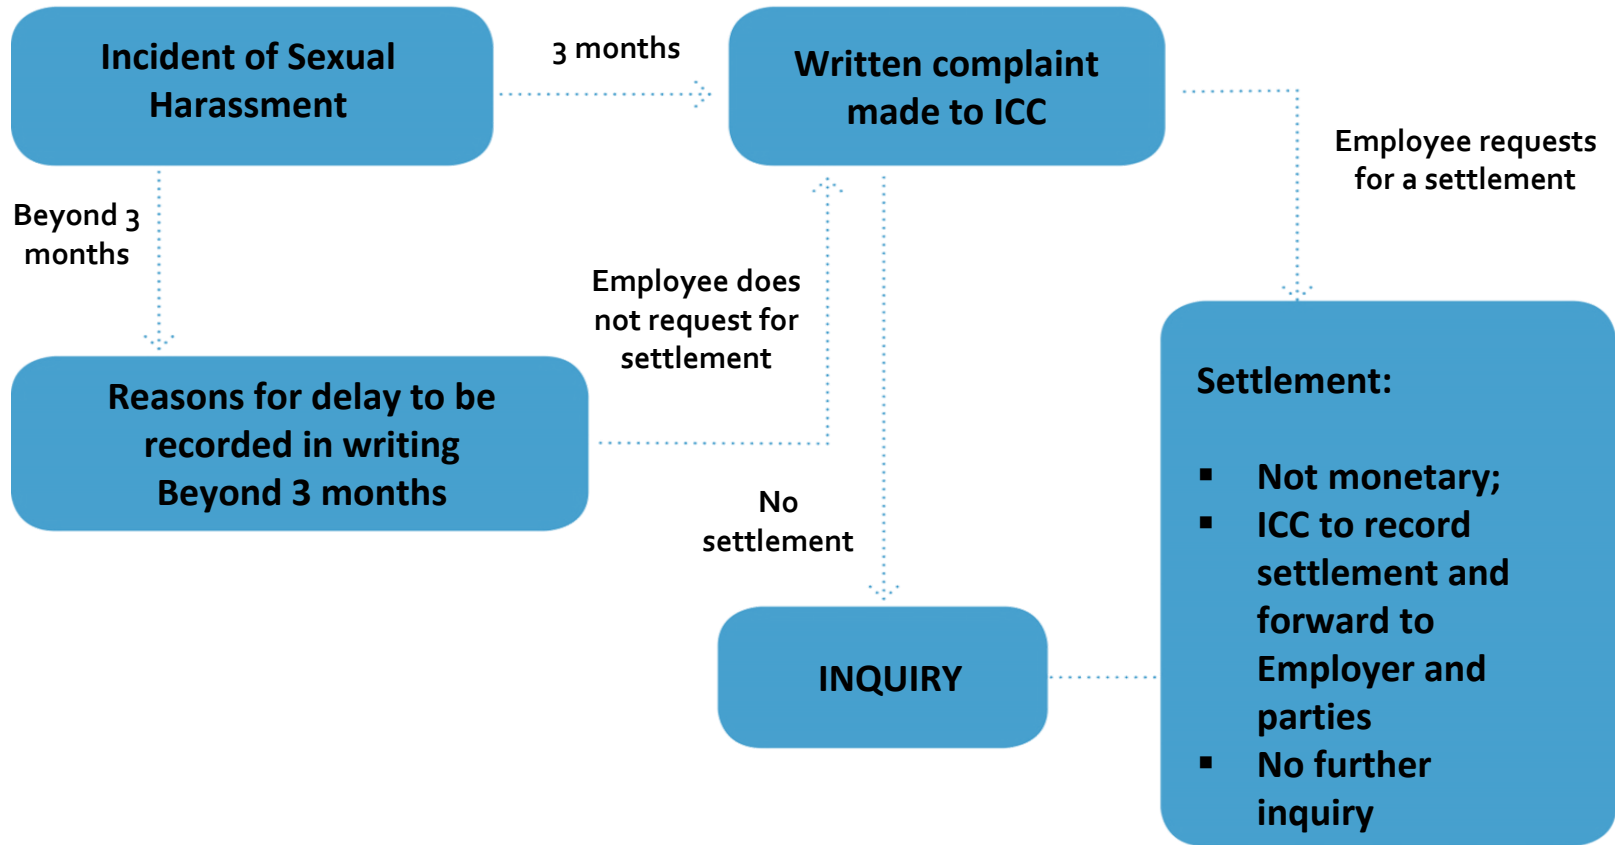 Incident of Sexual
Harassment
3 months
Written complaint
made to ICC
Employee requests
for a settlement
Beyond 3
months
Employee does
not request for
settlement
Reasons for delay to be
recorded in writing
Beyond 3 months
No
settlement
INQUIRY
Settlement:
▪ Not monetary;
▪ ICC to record
settlement and
forward to
Employer and
parties
▪ No further
inquiry